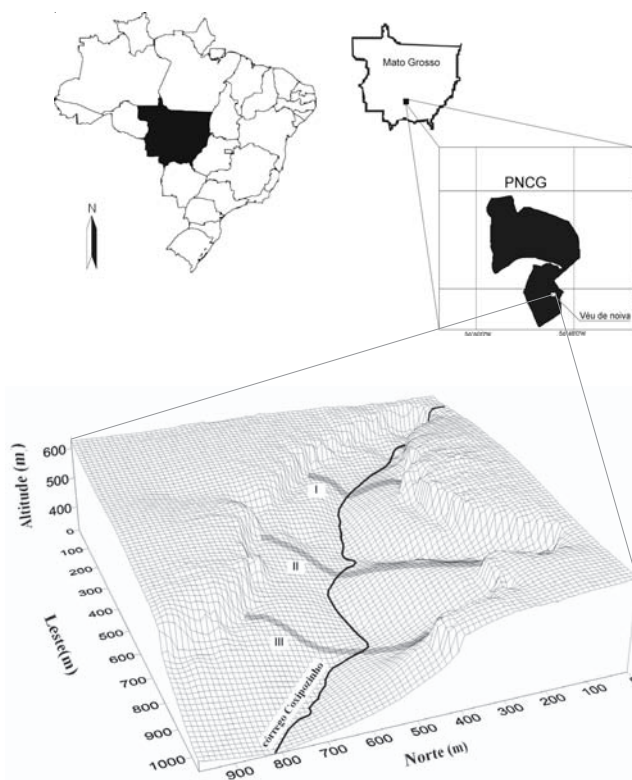 Mato Grosso
N
PNCG
Véu de noiva
Altitude (m)
600
500
400
0
100
200
300
400
500
600
700
800
900
1000
Leste(m)
I
II
III
córrego Coxipozinho
900
800
700
600
500
400
300
200
100
Norte (m)